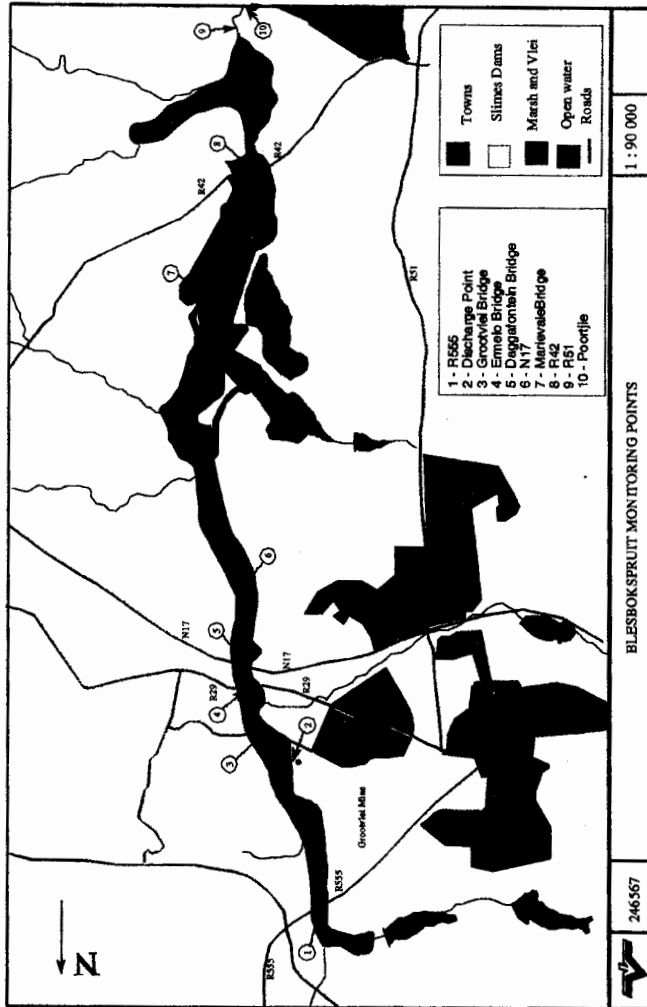 N
R555
R555
1
2
3
4
5
6
7
8
9
10
Grootvlei Mine
R29
R29
N17
N17
R42
R42
R51
1 - R555
2 - Discharge Point
3 - Grootvlei Bridge
4 - Ermelo Bridge
5 - Daggafontein Bridge
6 - N17
7 - MarievaleBridge
8 - R42
9 - R51
10 - Poortjie
Towns
Slimes Dams
Marsh and Vlei
Open water
Roads
246567
BLESBOKSPRUIT MONITORING POINTS
1 : 90 000